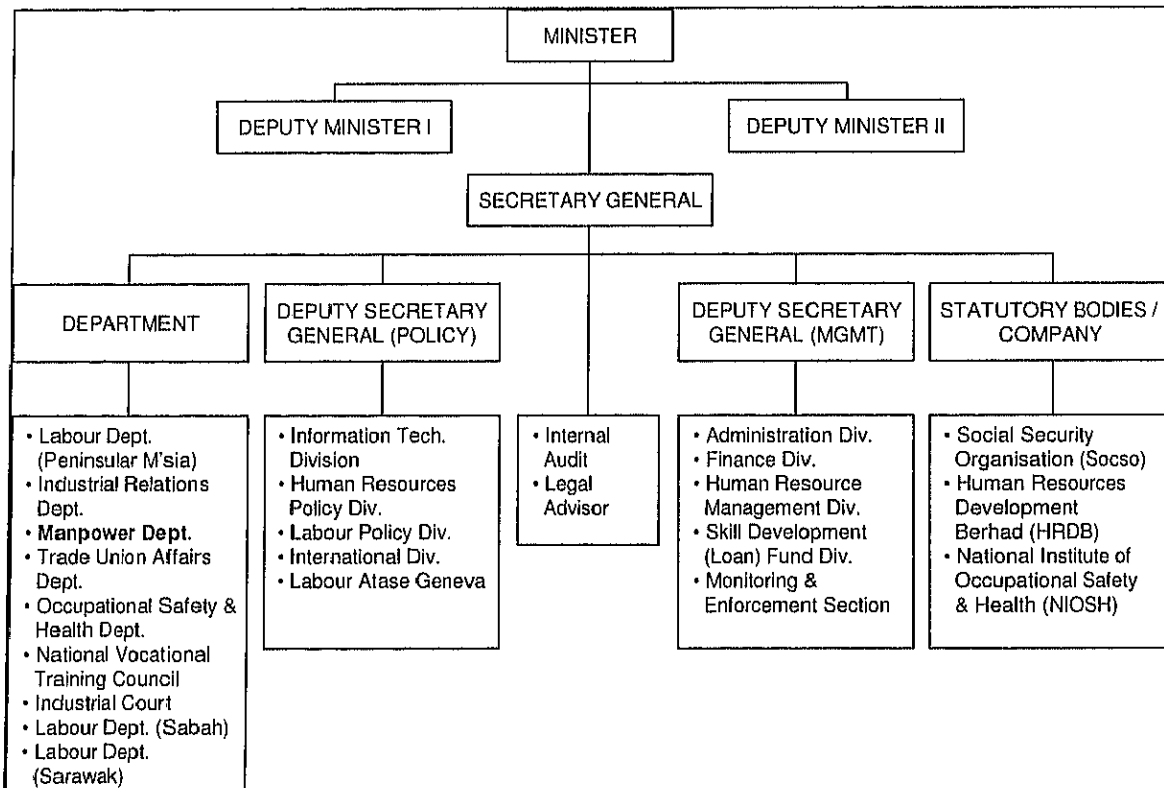 MINISTER
DEPUTY MINISTER I
DEPUTY MINISTER II
SECRETARY GENERAL
DEPARTMENT
DEPUTY SECRETARY
GENERAL (POLICY)
DEPUTY SECRETARY
GENERAL (MGMT)
STATUTORY BODIES /
COMPANY
• Labour Dept.
(Peninsular M'sia)
• Industrial Relations
Dept.
• Manpower Dept.
• Trade Union Affairs
Dept.
• Occupational Safety &
Health Dept.
• National Vocational
Training Council
• Industrial Court
• Labour Dept. (Sabah)
• Labour Dept.
(Sarawak)
• Information Tech.
Division
• Human Resources
Policy Div.
• Labour Policy Div.
• International Div.
• Labour Atase Geneva
• Internal
Audit
• Legal
Advisor
• Administration Div.
• Finance Div.
• Human Resource
Management Div.
• Skill Development
(Loan) Fund Div.
• Monitoring &
Enforcement Section
• Social Security
Organisation (Socso)
• Human Resources
Development
Berhad (HRDB)
• National Institute of
Occupational Safety
& Health (NIOSH)